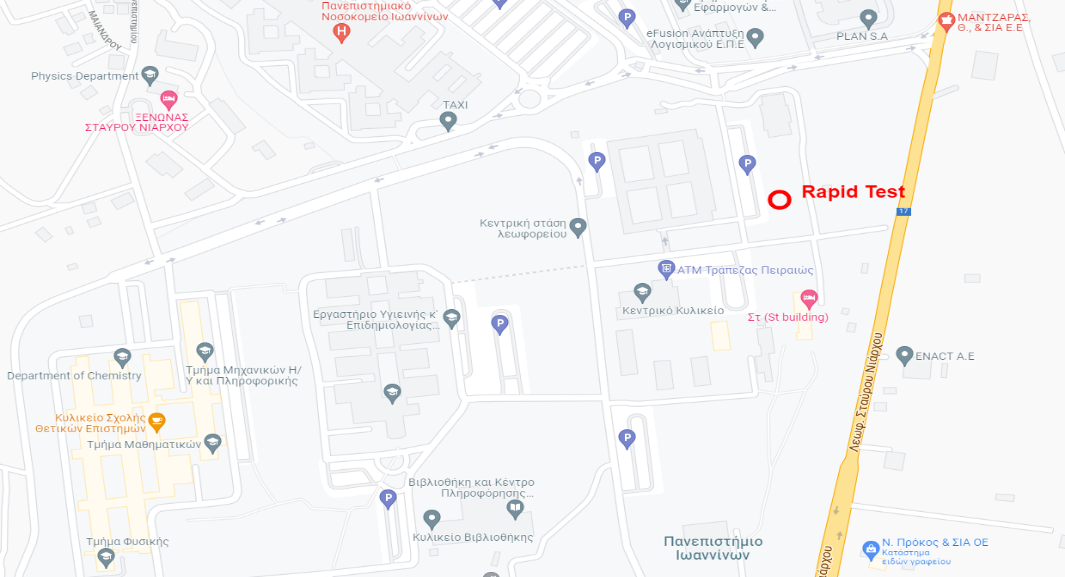 Πανεπιστημιακό
Νοσοκομείο Ιωαννίνων
Εφαρμογών &...
ΜΑΝΤΖΑΡΑΣ,
Θ., & ΣΙΑ Ε.Ε
ΜΑΙΑΝΔΡΟΥ
eFusion Ανάπτυξη
Λογισμικού Ε.Π.Ε
PLAN S.A
Physics Department
TAXI
ΞΕΝΩΝΑΣ
ΣΤΑΥΡΟΥ ΝΙΑΡΧΟΥ
H
P
P
P
P
Rapid Test
17
Κεντρική στάση
λεωφορείου
ATM Τράπεζας Πειραιώς
Κεντρικό Κυλικείο
Στ (St building)
Εργαστήριο Υγιεινής κ'
Επιδημιολογίας...
P
ENACT A.E
Λεωφ. Σταύρου Νιάρχου
Department of Chemistry
Τμήμα Μηχανικών Η/
Υ και Πληροφορικής
Κυλικείο Σχολής
Θετικών Επιστημών
Τμήμα Μαθηματικών
P
P
Βιβλιοθήκη και Κέντρο
Πληροφόρησης...
Κυλικείο Βιβλιοθήκης
Τμήμα Φυσικής
Πανεπιστήμιο
Ιωαννίνων
Ν. Πρόκος & ΣΙΑ ΟΕ
Κατάστημα
ειδών γραφείου